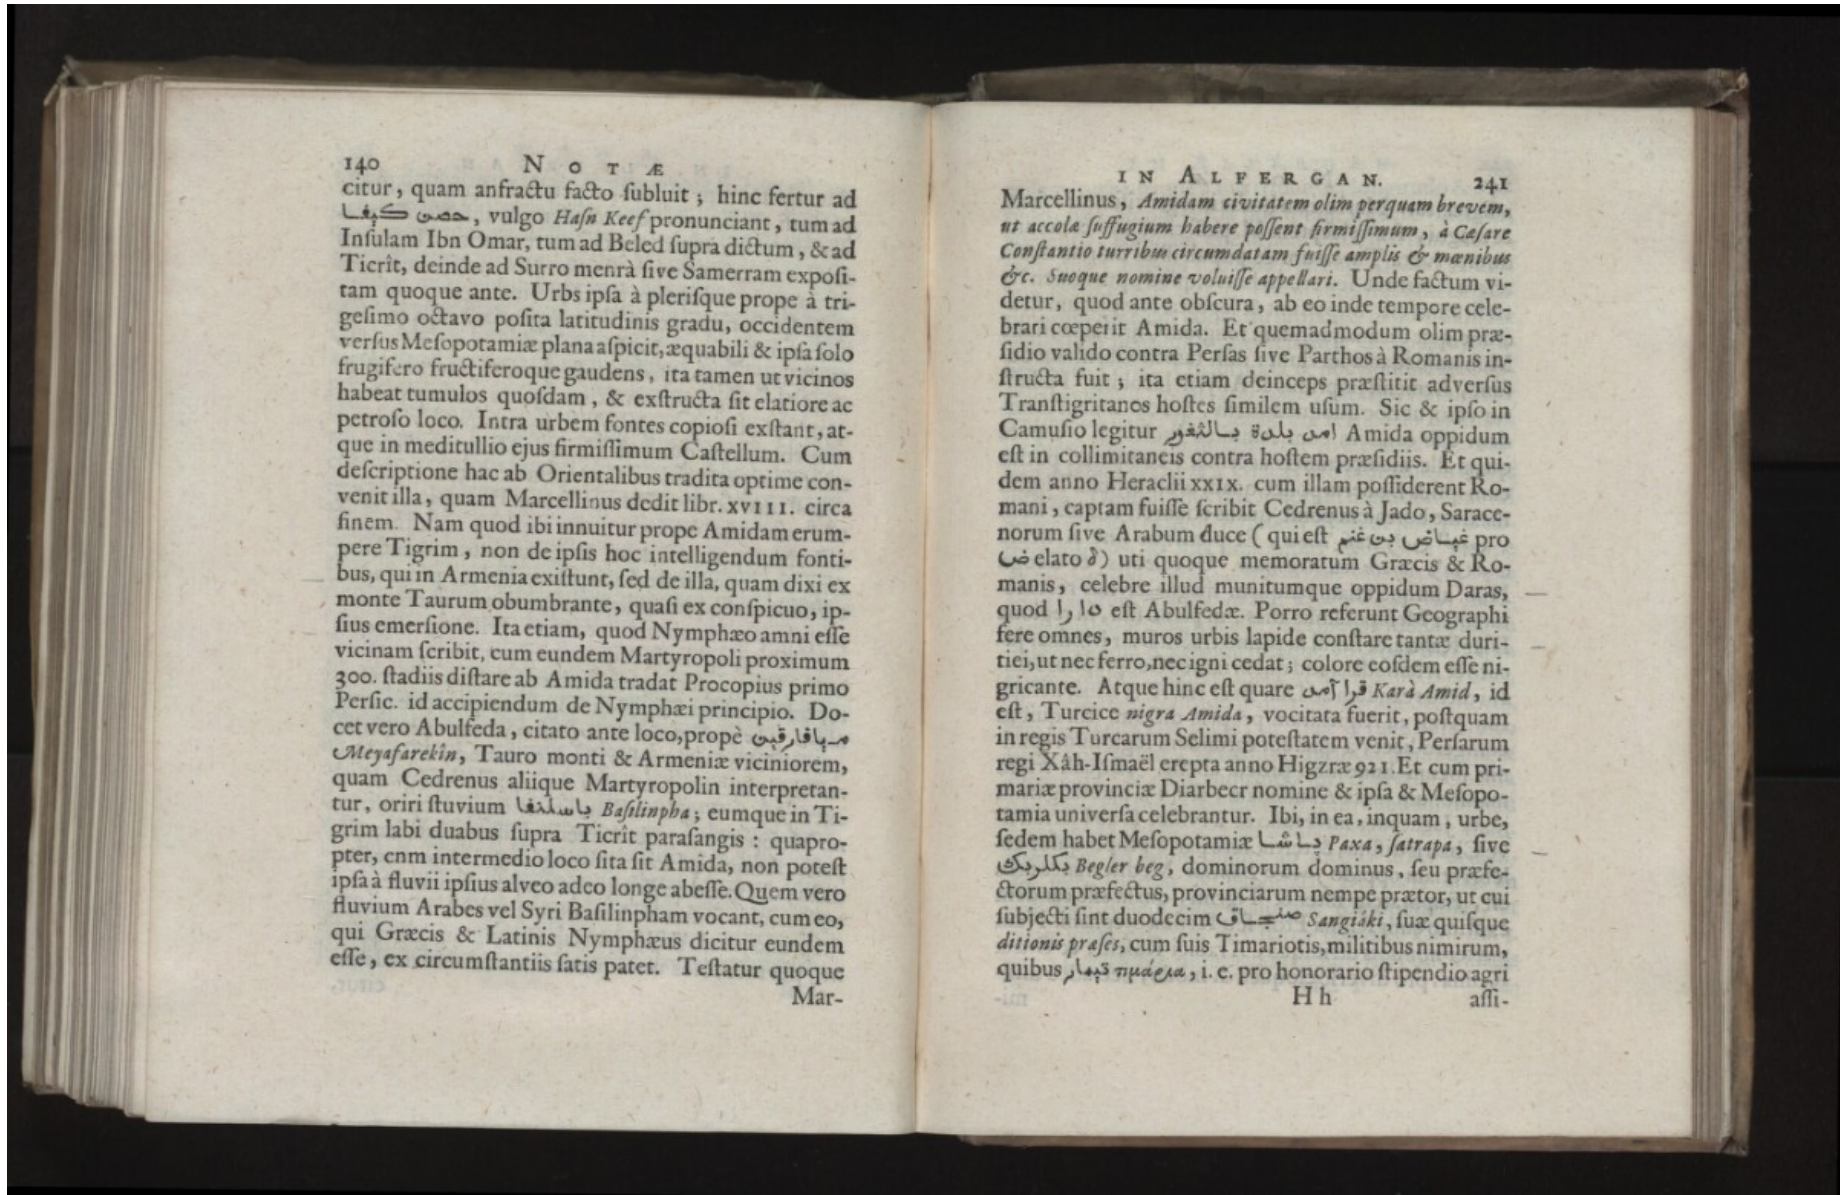 140 NOTÆ
citur, quam anfractu facto ſubluit; hinc fertur ad
حصن كيفا, vulgo Haſn Keef pronunciant, tum ad
Inſulam Ibn Omar, tum ad Beled ſupra dictum, & ad
Ticrît, deinde ad Surro menrà ſive Samerram expoſi-
tam quoque ante. Urbs ipſa à pleriſque prope à tri-
geſimo octavo poſita latitudinis gradu, occidentem
verſus Meſopotamiæ plana aſpicit, æquabili & ipſa ſolo
frugifero fructiferoque gaudens, ita tamen ut vicinos
habeat tumulos quoſdam, & exſtructa ſit elatiore ac
petroſo loco. Intra urbem fontes copioſi exſtant, at-
que in meditullio ejus firmiſſimum Caſtellum. Cum
deſcriptione hac ab Orientalibus tradita optime con-
venit illa, quam Marcellinus dedit libr. XVIII. circa
finem. Nam quod ibi innuitur prope Amidam erum-
pere Tigrim, non de ipſis hoc intelligendum fonti-
bus, qui in Armenia exiſtunt, ſed de illa, quam dixi ex
monte Taurum obumbrante, quaſi ex conſpicuo, ip-
ſius emerſione. Ita etiam, quod Nymphæo amni eſſe
vicinam ſcribit, cum eundem Martyropoli proximum
300. ſtadiis diſtare ab Amida tradat Procopius primo
Perſic. id accipiendum de Nymphæi principio. Do-
cet vero Abulfeda, citato ante loco, propè ميافارقين
Meyafarekîn, Tauro monti & Armeniæ viciniorem,
quam Cedrenus aliique Martyropolin interpretan-
tur, oriri fluvium باسلنفا Baſilinpha; eumque in Ti-
grim labi duabus ſupra Ticrît paraſangis: quapro-
pter, cnm intermedio loco ſita ſit Amida, non poteſt
ipſa à fluvii ipſius alveo adeo longe abeſſe. Quem vero
fluvium Arabes vel Syri Baſilinpham vocant, cum eo,
qui Græcis & Latinis Nymphæus dicitur eundem
eſſe, ex circumſtantiis ſatis patet. Teſtatur quoque
Mar-
IN ALFERGAN. 241
Marcellinus, Amidam civitatem olim perquam brevem,
ut accolæ ſuffugium habere poſſent firmiſſimum, à Cæſare
Conſtantio turribus circumdatam fuiſſe amplis & mœnibus
&c. Suoque nomine voluiſſe appellari. Unde factum vi-
detur, quod ante obſcura, ab eo inde tempore cele-
brari cœperit Amida. Et quemadmodum olim præ-
ſidio valido contra Perſas ſive Parthos à Romanis in-
ſtructa fuit; ita etiam deinceps præſtitit adverſus
Tranſtigritanos hoſtes ſimilem uſum. Sic & ipſo in
Camuſio legitur امد بلدة بالثغور Amida oppidum
eſt in collimitaneis contra hoſtem præſidiis. Et qui-
dem anno Heraclii XXIX. cum illam poſſiderent Ro-
mani, captam fuiſſe ſcribit Cedrenus à Jado, Sarace-
norum ſive Arabum duce (qui eſt عياض بن غنم pro
ض elato δ) uti quoque memoratum Græcis & Ro-
manis, celebre illud munitumque oppidum Daras,
quod دارا eſt Abulfedæ. Porro referunt Geographi
fere omnes, muros urbis lapide conſtare tantæ duri-
tiei, ut nec ferro, nec igni cedat; colore eoſdem eſſe ni-
gricante. Atque hinc eſt quare قرا آمد Karà Amid, id
eſt, Turcice nigra Amida, vocitata fuerit, poſtquam
in regis Turcarum Selimi poteſtatem venit, Perſarum
regi Xâh-Iſmaël erepta anno Higzræ 921. Et cum pri-
mariæ provinciæ Diarbecr nomine & ipſa & Meſopo-
tamia univerſa celebrantur. Ibi, in ea, inquam, urbe,
ſedem habet Meſopotamiæ پاشا Paxa, ſatrapa, ſive
بكلربك Begler beg, dominorum dominus, ſeu præfe-
ctorum præfectus, provinciarum nempe prætor, ut cui
ſubjecti ſint duodecim صنجاق Sangiáki, ſuæ quiſque
ditionis præſes, cum ſuis Timariotis, militibus nimirum,
quibus تيمار τιμάρια, i. e. pro honorario ſtipendio agri
H h aſſi-